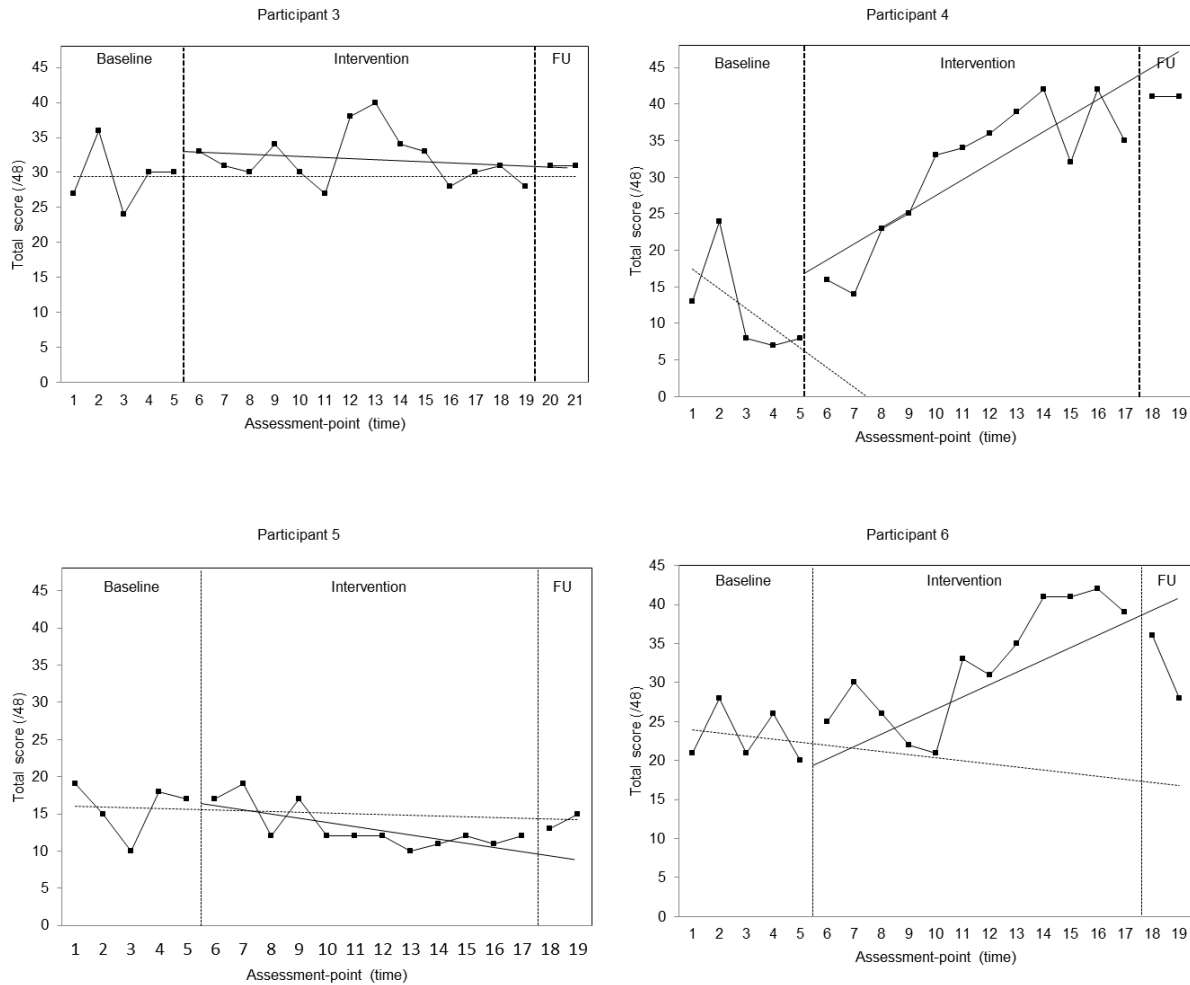 Participant 3
Baseline Intervention FU
45
40
35
30
25
20
15
10
5
0
Total score (/48)
1 2 3 4 5 6 7 8 9 10 11 12 13 14 15 16 17 18 19 20 21
Assessment-point (time)
Participant 4
Baseline Intervention FU
45
40
35
30
25
20
15
10
5
0
Total score (/48)
1 2 3 4 5 6 7 8 9 10 11 12 13 14 15 16 17 18 19
Assessment-point (time)
Participant 5
Baseline Intervention FU
45
40
35
30
25
20
15
10
5
0
Total score (/48)
1 2 3 4 5 6 7 8 9 10 11 12 13 14 15 16 17 18 19
Assessment-point (time)
Participant 6
Baseline Intervention FU
45
40
35
30
25
20
15
10
5
0
Total score (/48)
1 2 3 4 5 6 7 8 9 10 11 12 13 14 15 16 17 18 19
Assessment-point (time)